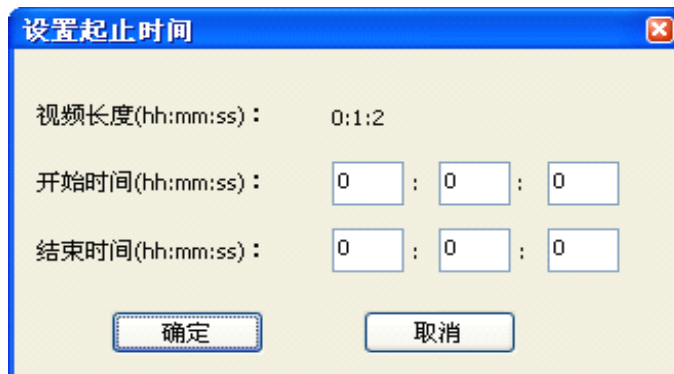 设置起止时间
视频长度(hh:mm:ss)： 0:1:2
开始时间(hh:mm:ss)： 0 : 0 : 0
结束时间(hh:mm:ss)： 0 : 0 : 0
确定 取消